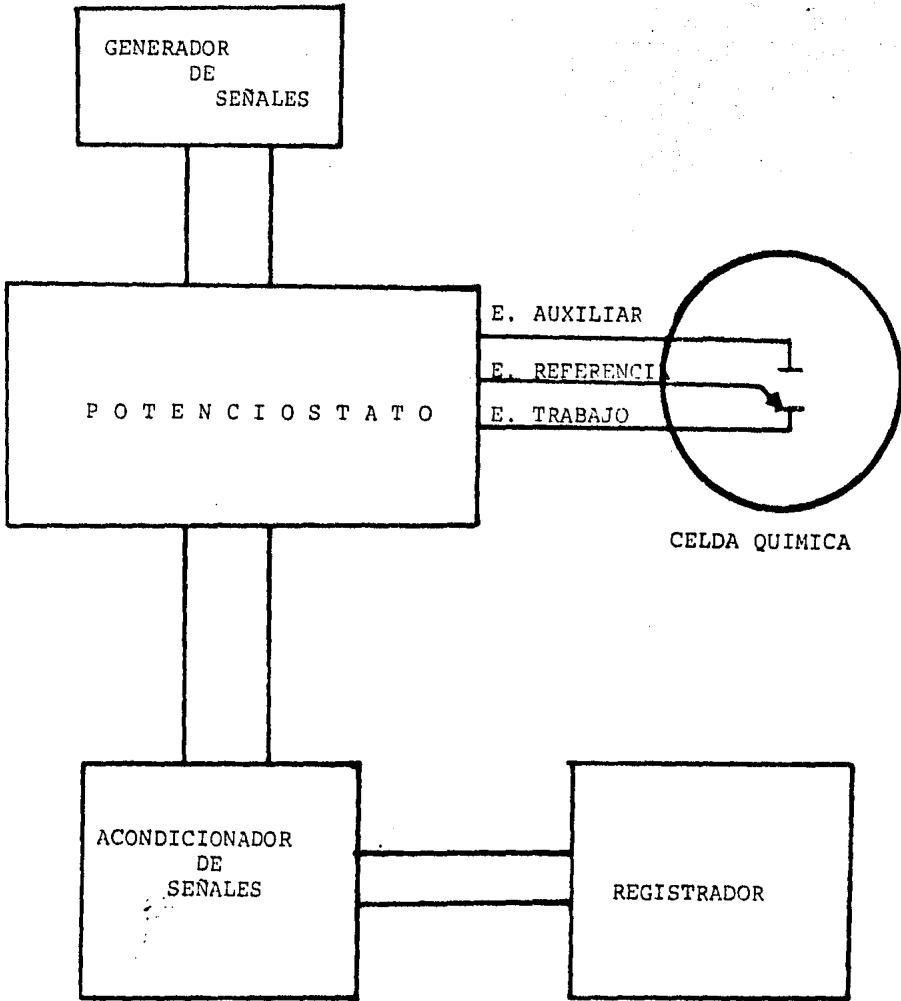 GENERADOR
DE
SEÑALES
E. AUXILIAR
E. REFERENCIA
P O T E N C I O S T A T O
E. TRABAJO
CELDA QUIMICA
ACONDICIONADOR
DE
SEÑALES
REGISTRADOR